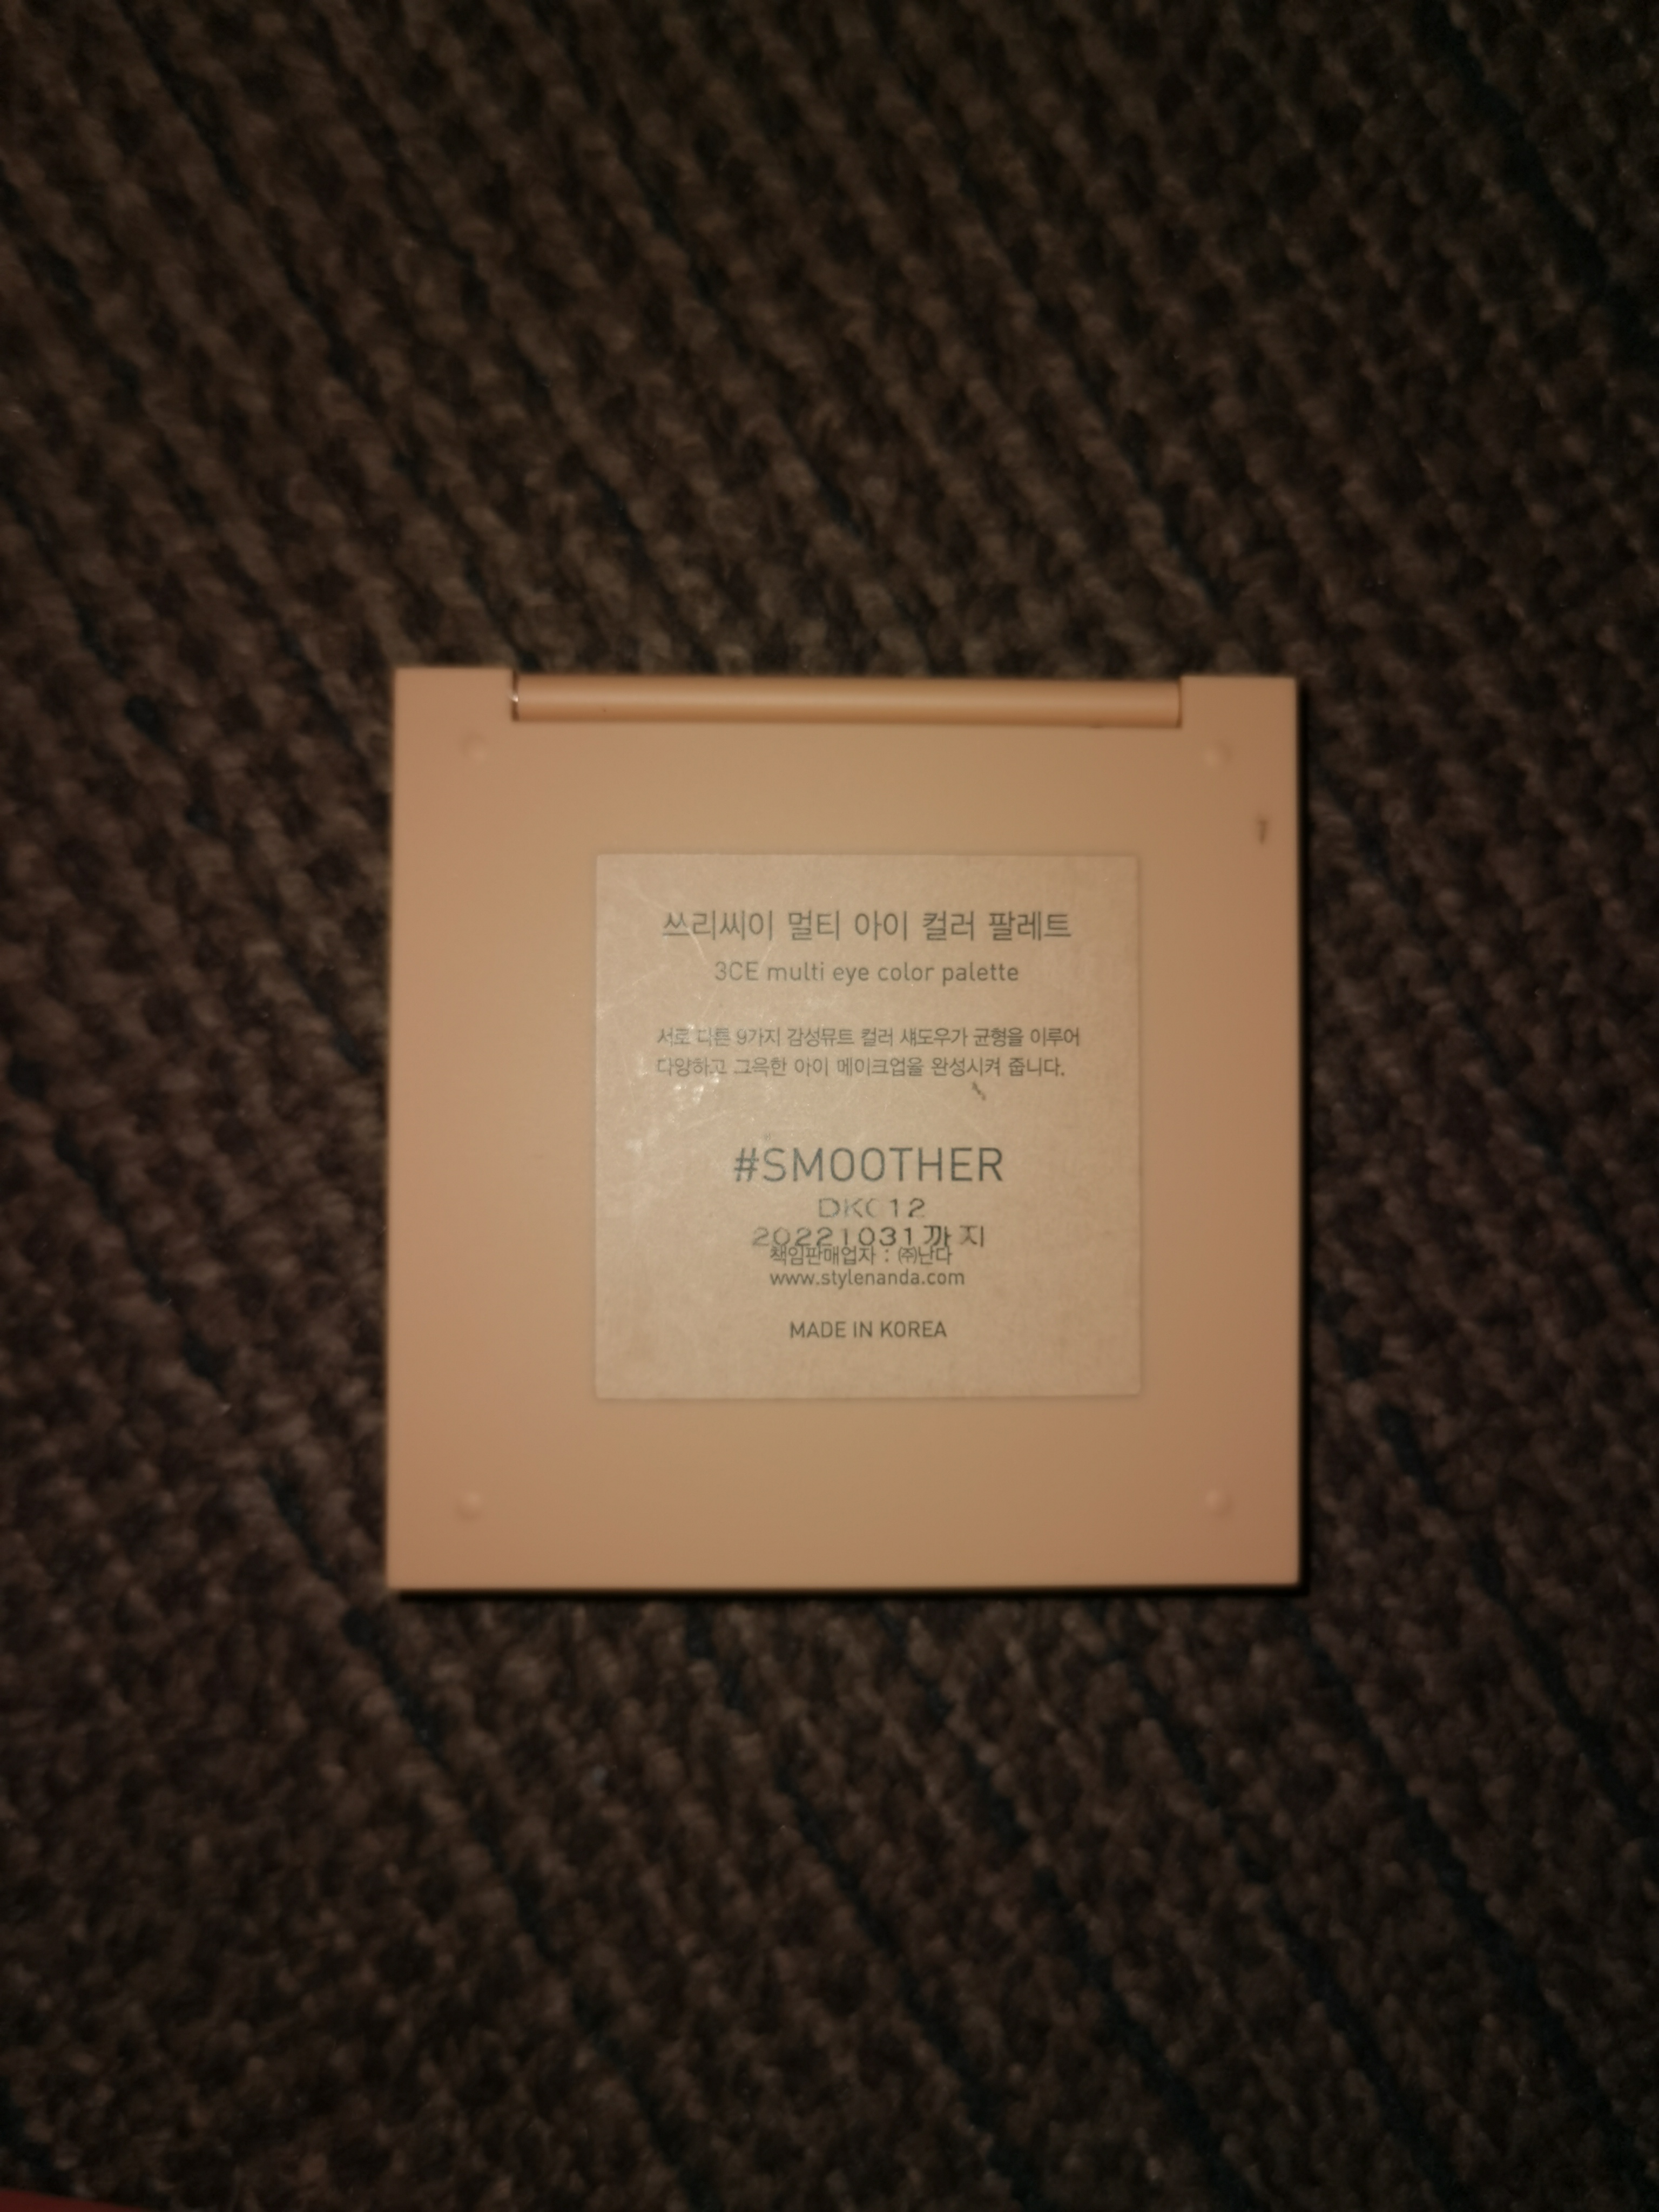 쓰리씨이 멀티 아이 컬러 팔레트
3CE multi eye color palette
서로 다른 9가지 감성뮤트 컬러 섀도우가 균형을 이루어
다양하고 그윽한 아이 메이크업을 완성시켜 줍니다.
#SMOOTHER
20221031까지
책임판매업자 : ㈜난다
www.stylenanda.com
MADE IN KOREA